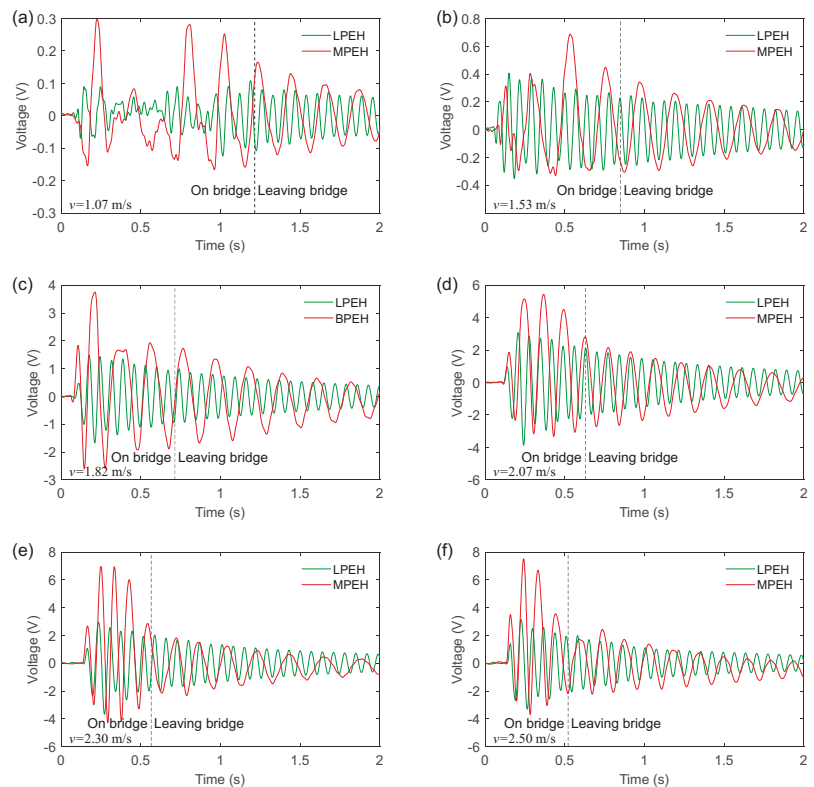 (a)
0.3
0.2
0.1
0
0.1
-0.2
0.3
Voltage (V)
LPEH
MPEH
On bridge
Leaving bridge
v=1.07 m/s
0
0.5
1
1.5
2
Time (s)
(b)
0.8
0.6
0.4
0.2
0
-0.2
-0.4
Voltage (V)
LPEH
MPEH
On bridge
Leaving bridge
v=1.53 m/s
0
0.5
1
1.5
2
Time (s)
(c)
4
3
2
1
0
-1
-2
-3
Voltage (V)
LPEH
BPEH
On bridge
Leaving bridge
v=1.82 m/s
0
0.5
1
1.5
2
Time (s)
(d)
6
4
2
0
-2
-4
-6
Voltage (V)
LPEH
MPEH
On bridge
Leaving bridge
v=2.07 m/s
0
0.5
1
1.5
2
Time (s)
(e)
8
6
4
2
0
-2
-4
-6
Voltage (V)
LPEH
MPEH
On bridge
Leaving bridge
v=2.30 m/s
0
0.5
1
1.5
2
Time (s)
(f)
8
6
4
2
0
-2
-4
-6
Voltage (V)
LPEH
MPEH
On bridge
Leaving bridge
v=2.50 m/s
0
0.5
1
1.5
2
Time (s)